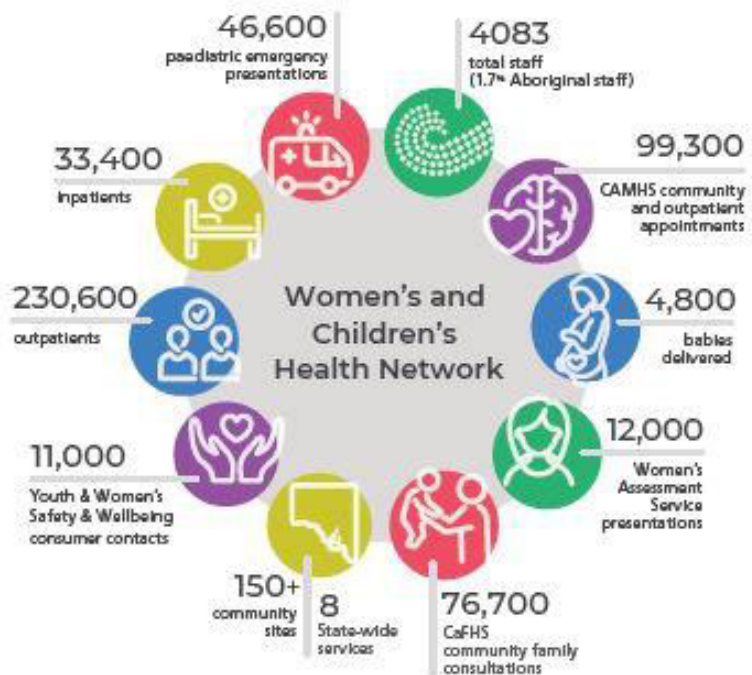 46,600
paediatric emergency
presentations
4083
total staff
(1.7% Aboriginal staff)
33,400
Inpatients
99,300
CAMHS community
and outpatient
appointments
230,600
outpatients
Women's and
Children's
Health Network
4,800
babies
delivered
11,000
Youth & Women's
Safety & Wellbeing
consumer contacts
12,000
Women's
Assessment
Service
presentations
150+
community
sites
8
State-wide
services
76,700
CaFHS
community family
consultations